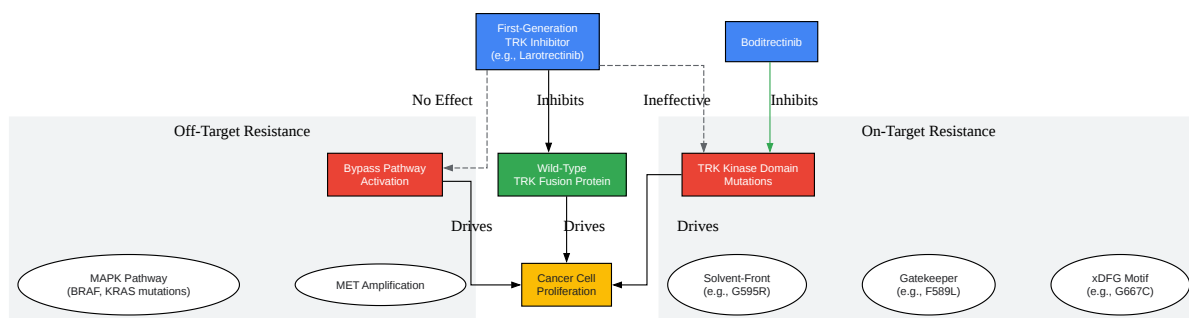 First-Generation
TRK Inhibitor
(e.g., Larotrectinib)
Boditrectinib
No Effect
Inhibits
Ineffective
Inhibits
Off-Target Resistance
On-Target Resistance
Bypass Pathway
Activation
Wild-Type
TRK Fusion Protein
TRK Kinase Domain
Mutations
Drives
Drives
Drives
MAPK Pathway
(BRAF, KRAS mutations)
MET Amplification
Cancer Cell
Proliferation
Solvent-Front
(e.g., G595R)
Gatekeeper
(e.g., F589L)
xDFG Motif
(e.g., G667C)